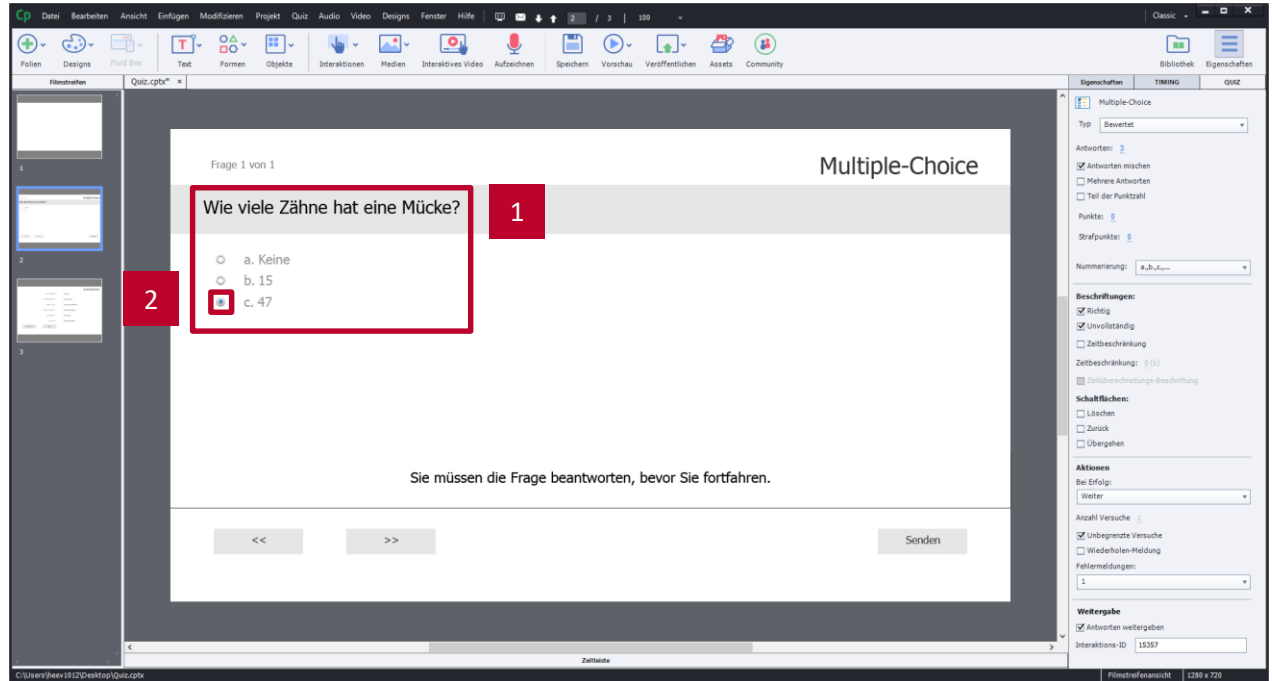 Cp Datei Bearbeiten Ansicht Einfügen Modifizieren Projekt Quiz Audio Video Designs Fenster Hilfe 2 / 3 100 Classic
Folien Designs Fluid Box Text Formen Objekte Interaktionen Medien Interaktives Video Aufzeichnen Speichern Vorschau Veröffentlichen Assets Community Bibliothek Eigenschaften
Filmstreifen Quiz.cptx* × Eigenschaften TIMING QUIZ
1
2
3
Frage 1 von 1
Multiple-Choice
Wie viele Zähne hat eine Mücke?
1
a. Keine
b. 15
2
c. 47
Sie müssen die Frage beantworten, bevor Sie fortfahren.
<< >> Senden
Multiple-Choice
Typ Bewertet
Antworten: 3
Antworten mischen
Mehrere Antworten
Teil der Punktzahl
Punkte: 0
Strafpunkte: 0
Nummerierung: a.,b.,c.,...
Beschriftungen:
Richtig
Unvollständig
Zeitbeschränkung
Zeitbeschränkung: 0 (s)
Zeitüberschreitungs-Beschriftung
Schaltflächen:
Löschen
Zurück
Übergehen
Aktionen
Bei Erfolg:
Weiter
Anzahl Versuche 1
Unbegrenzte Versuche
Wiederholen-Meldung
Fehlermeldungen:
1
Weitergabe
Antworten weitergeben
Interaktions-ID 15357
Zeitleiste
C:\Users\heev1012\Desktop\Quiz.cptx Filmstreifenansicht 1280 x 720